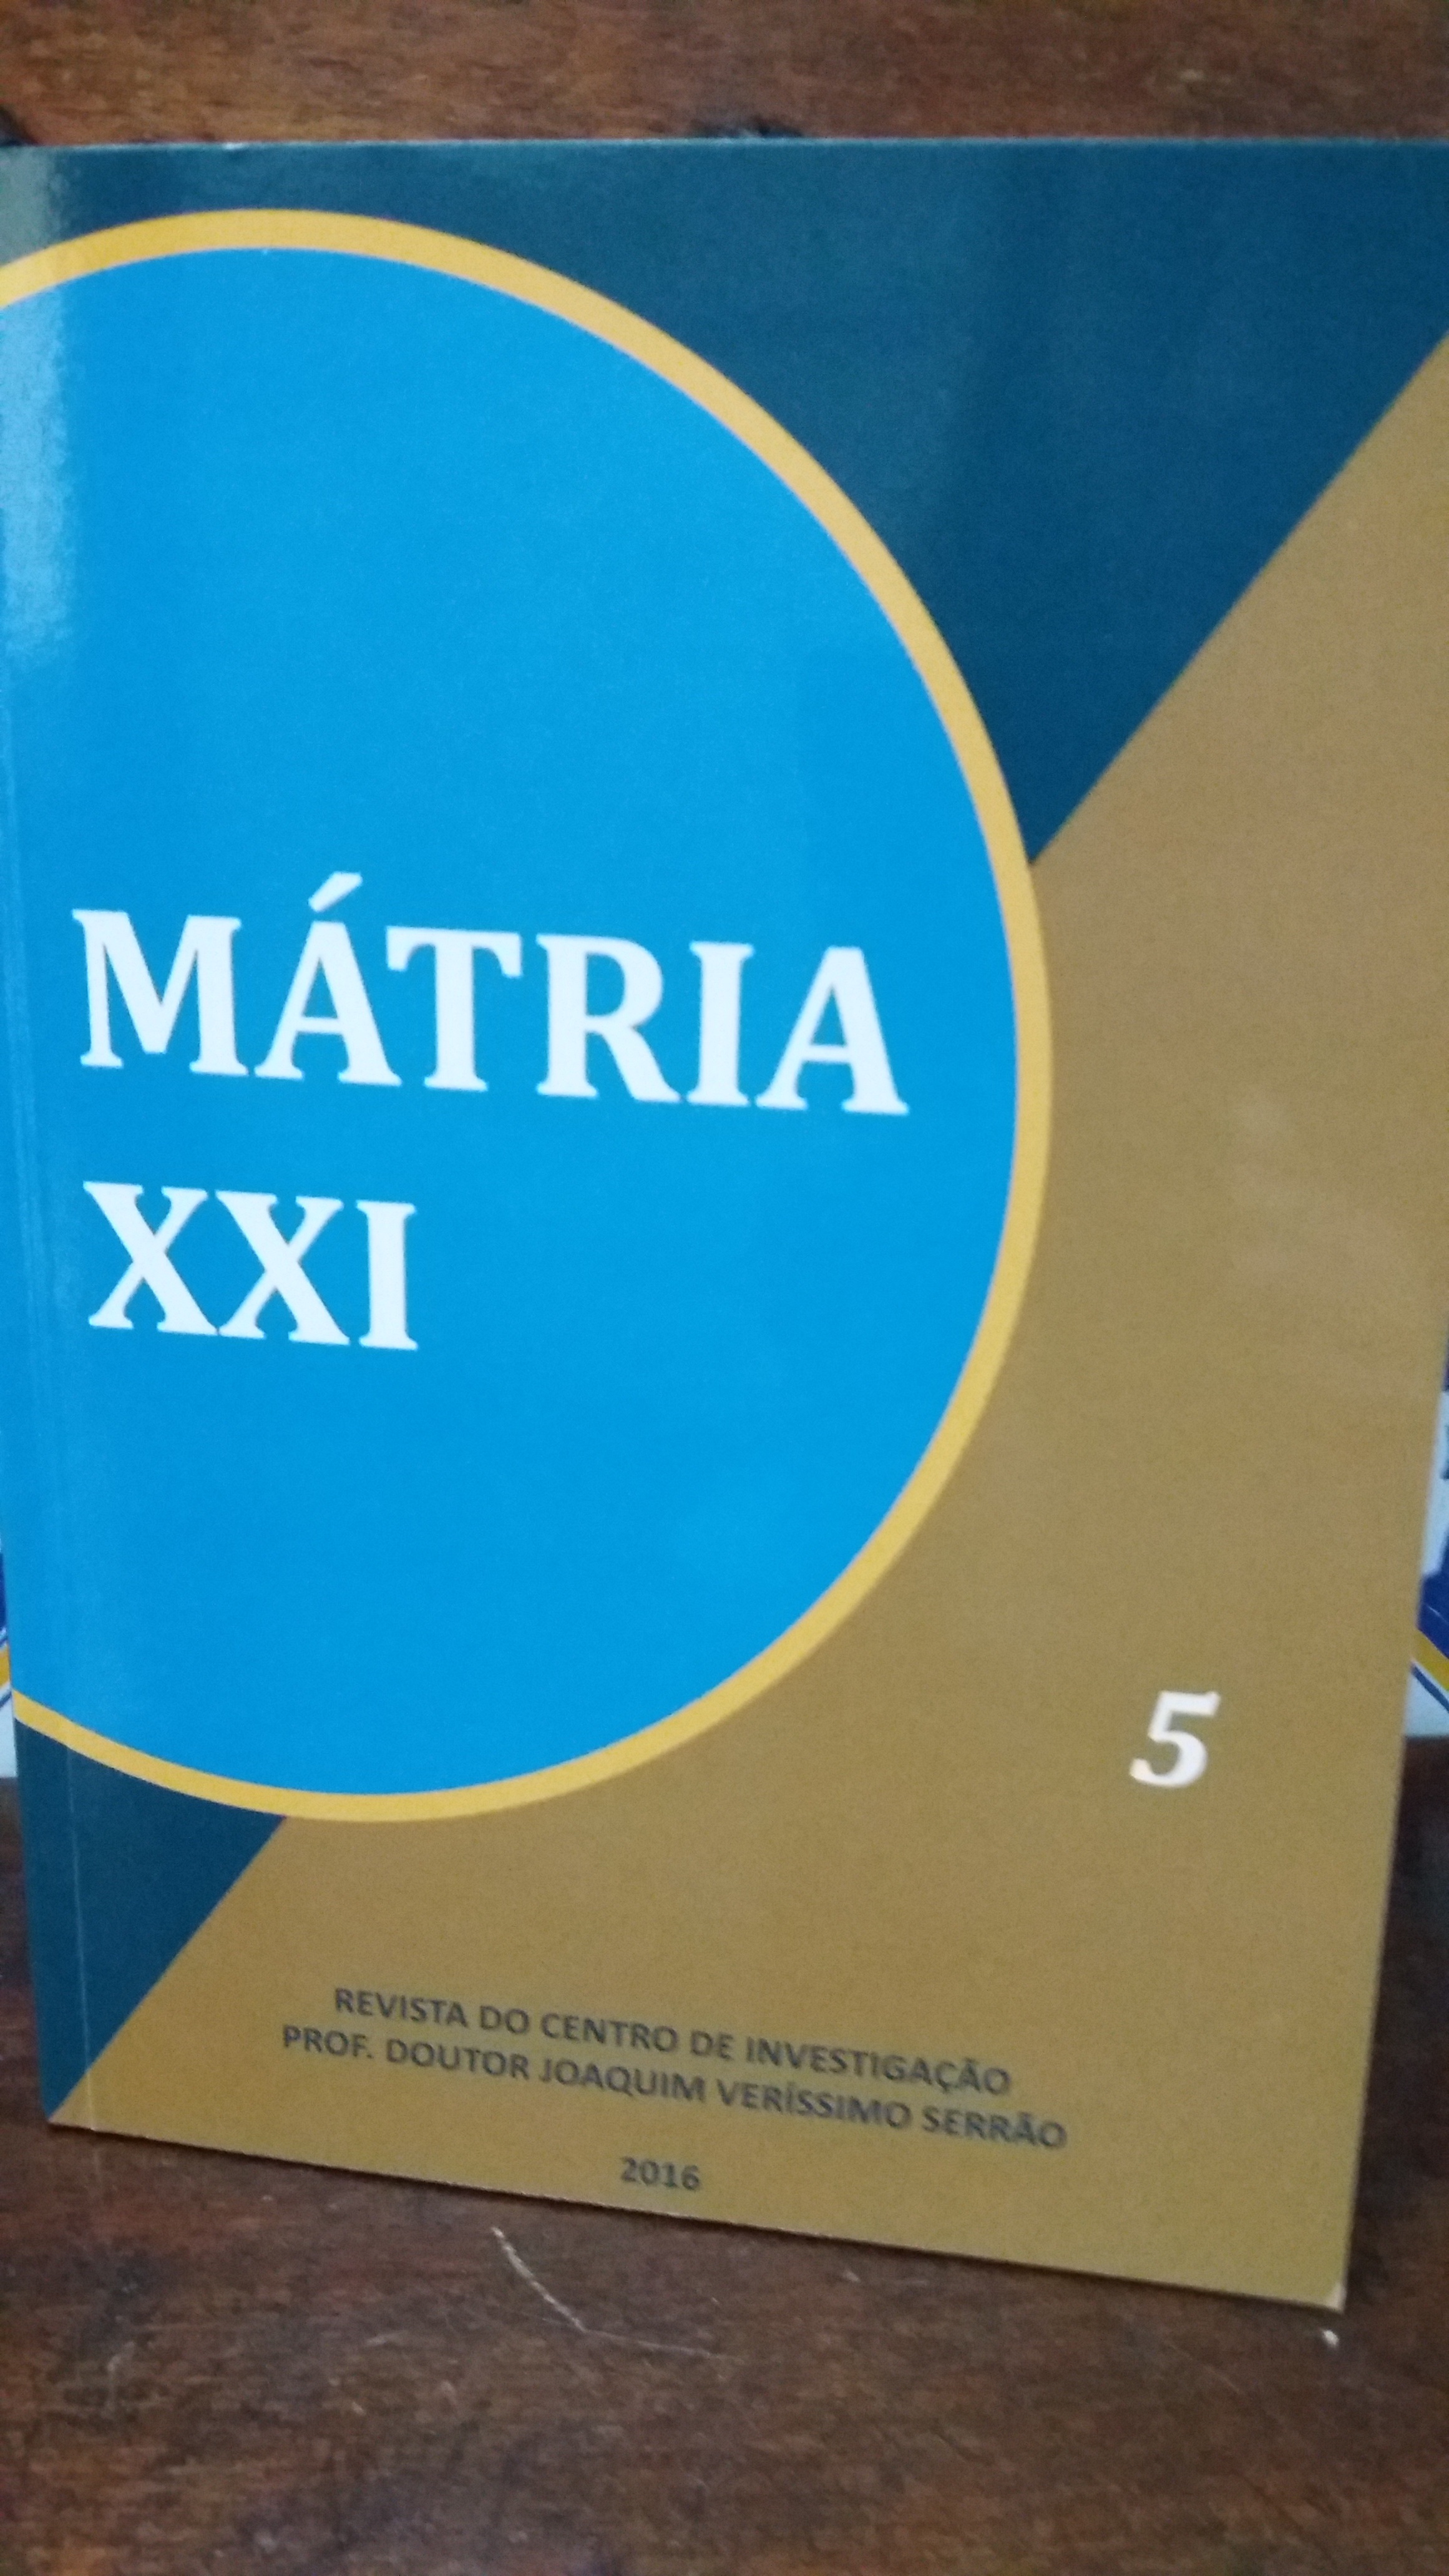 MÁTRIA
XXI
5
REVISTA DO CENTRO DE INVESTIGAÇÃO
PROF. DOUTOR JOAQUIM VERÍSSIMO SERRÃO
2016